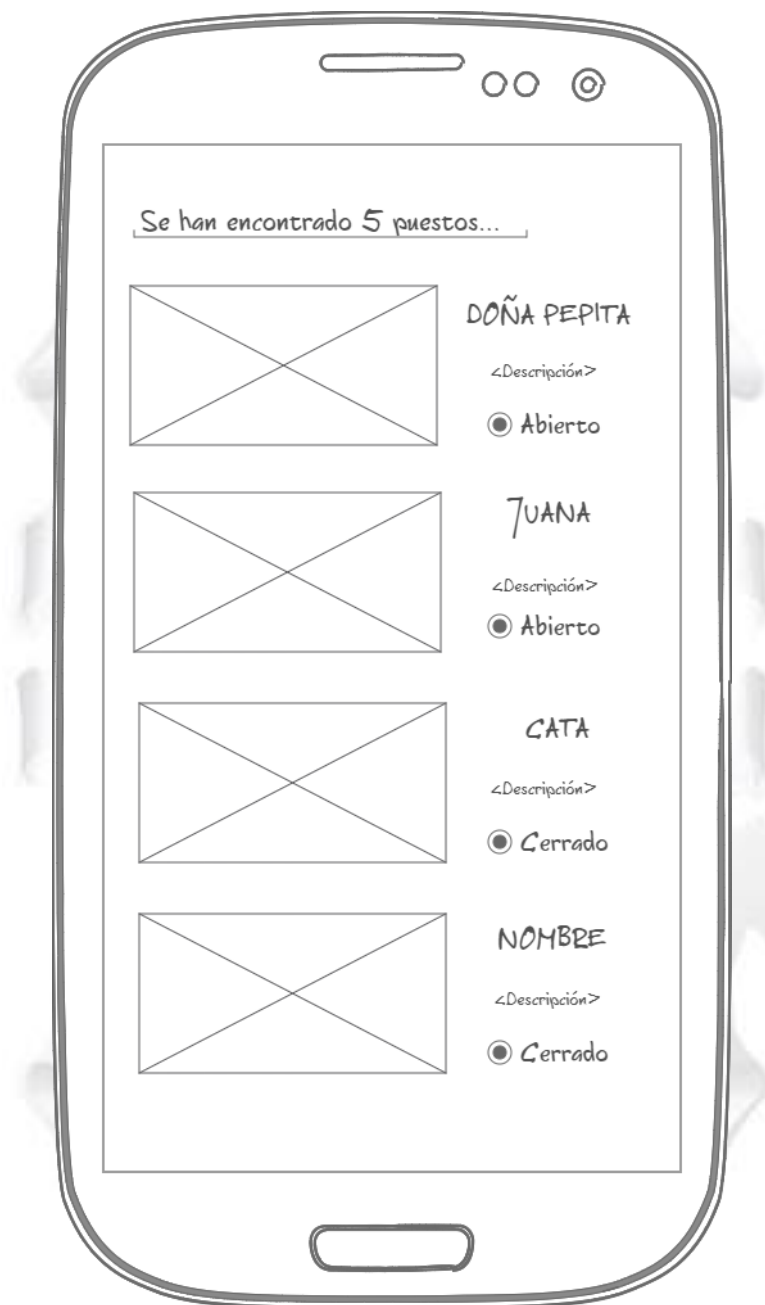 Se han encontrado 5 puestos...
DOÑA PEPITA
<Descripción>
Abierto
JUANA
<Descripción>
Abierto
CATA
<Descripción>
Cerrado
NOMBRE
<Descripción>
Cerrado